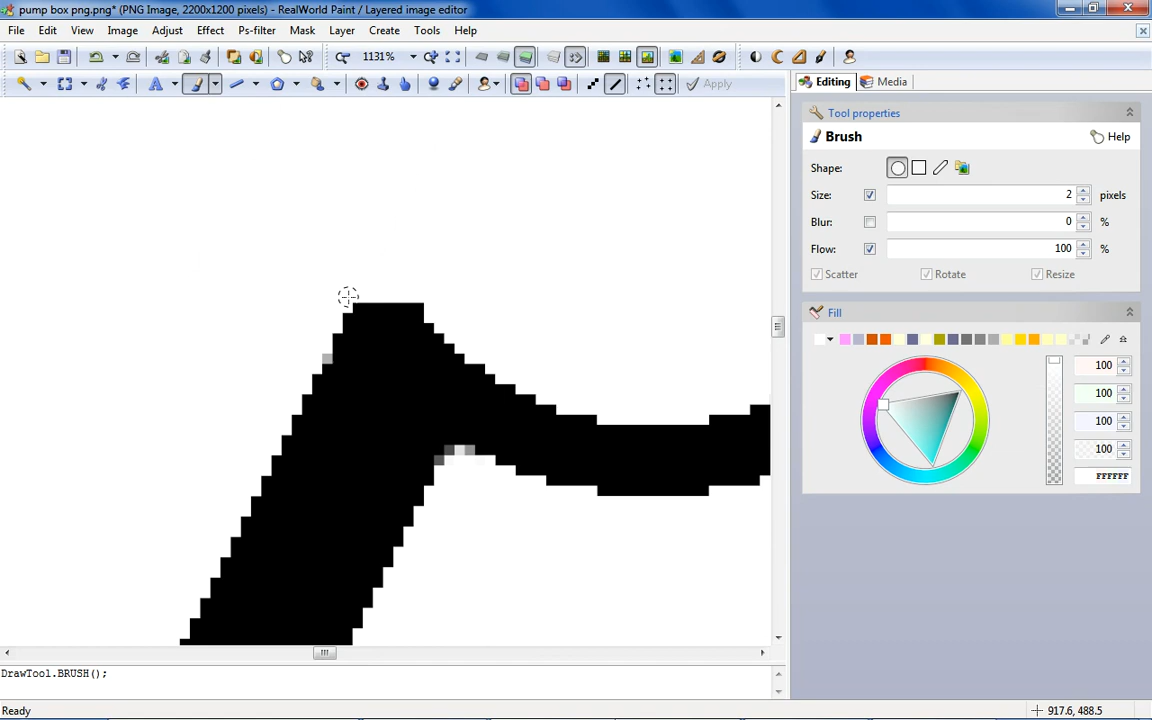 pump box png.png* (PNG Image, 2200x1200 pixels) - RealWorld Paint / Layered image editor
File Edit View Image Adjust Effect Ps-filter Mask Layer Create Tools Help
1131%
Apply
Editing Media
Tool properties
Brush Help
Shape:
Size: 2 pixels
Blur: 0 %
Flow: 100 %
Scatter Rotate Resize
Fill
100
100
100
100
FFFFFF
DrawTool.BRUSH();
Ready 917.6, 488.5